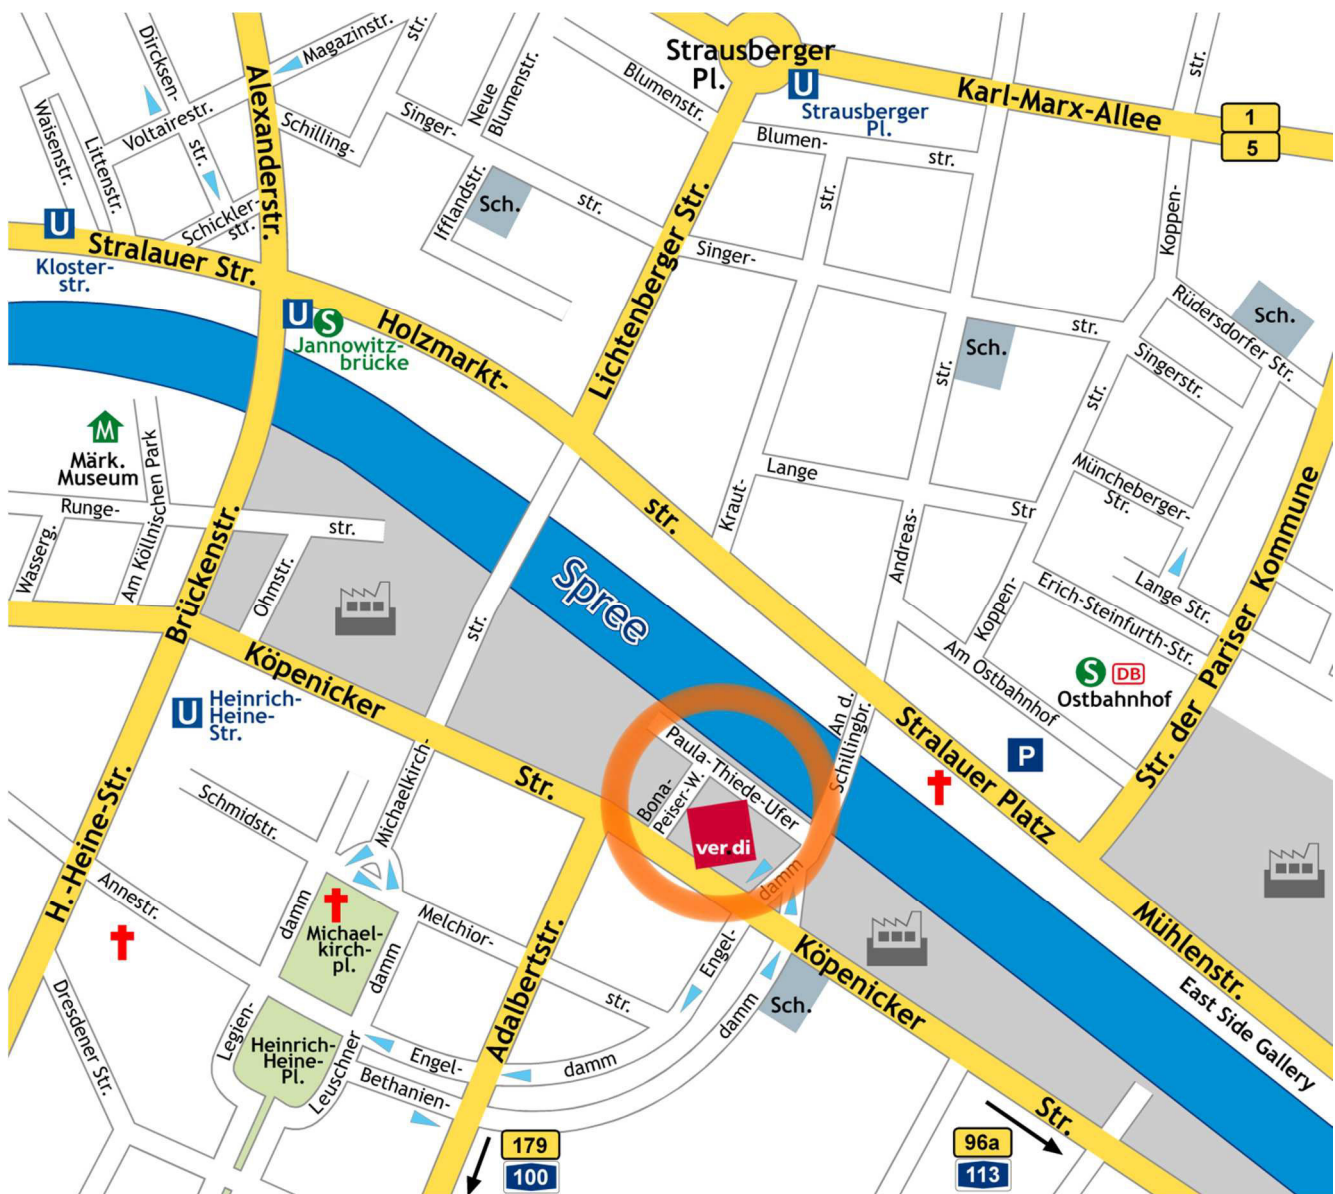 Strausberger
Pl.
U
Strausberger
Pl.
Karl-Marx-Allee
1
5
Dircksen-
str.
Magazinstr.
str.
Alexanderstr.
Waisenstr.
Littenstr.
Voltairestr.
Schilling-
Singer-
str.
Neue
Blumenstr.
Blumenstr.
Blumen-
str.
str.
str.
Koppen-
Ifflandstr.
Sch.
Schickler-
str.
U
Kloster-
str.
Stralauer Str.
Lichtenberger Str.
Singer-
str.
Rüdersdorfer Str.
Sch.
U
S
Jannowitz-
brücke
Holzmarkt-
str.
Sch.
str.
str.
Singerstr.
M
Märk.
Museum
Am Köllnischen Park
Runge-
str.
Wasserg.
Brückenstr.
Ohmstr.
Lange
Str.
Kraut-
Andreas-
Müncheberger-
Str.
Koppen-
Erich-Steinfurth-Str.
Lange Str.
Str. der Pariser Kommune
Spree
str.
Köpenicker
Str.
U
Heinrich-
Heine-
Str.
Am Ostbahnhof
S
DB
Ostbahnhof
P
An d.
Schillingbr.
Stralauer Platz
Paula-Thiede-Ufer
Bona-
Peiser-W.
ver.di
H.-Heine-Str.
Schmidstr.
Michaelkirch-
Annestr.
damm
Michael-
kirch-
pl.
damm
Melchior-
str.
Adalbertstr.
damm
Engel-
damm
Sch.
Köpenicker
Str.
Mühlenstr.
East Side Gallery
Dresdener Str.
Legien-
Heinrich-
Heine-
Pl.
Leuschner
Engel-
damm
Bethanien-
179
100
96a
113